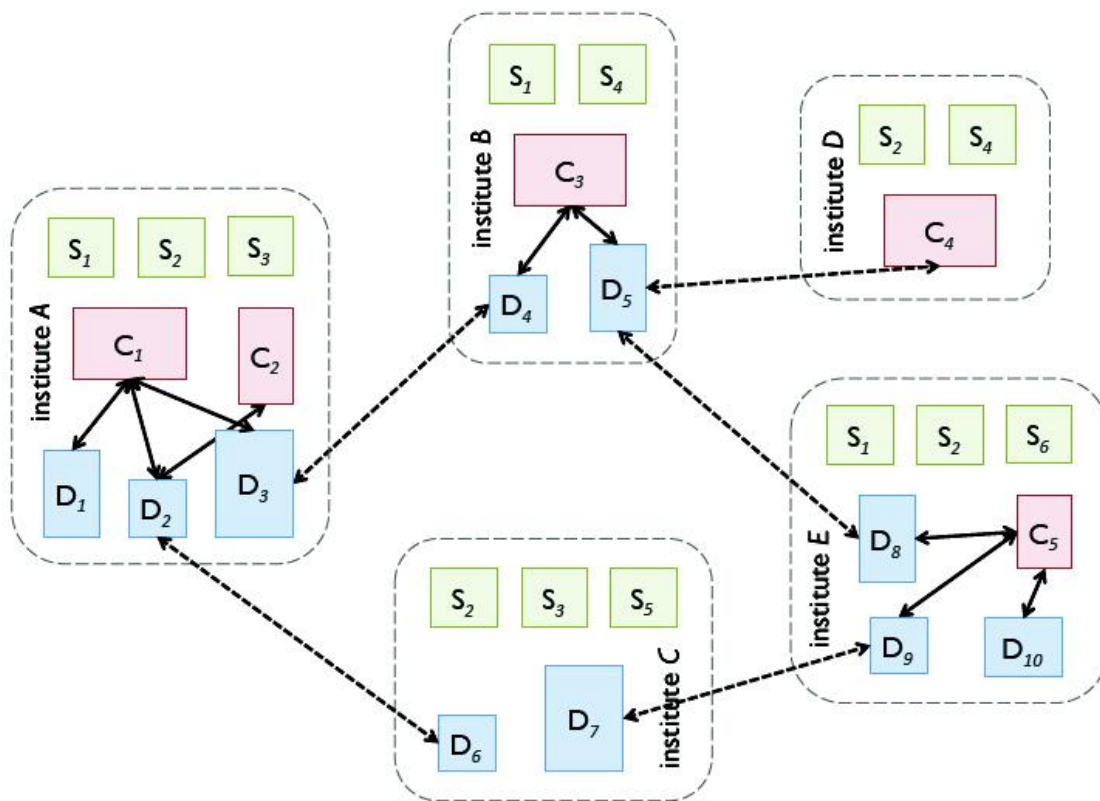 institute A
S1 S2 S3
C1 C2
D1 D2 D3
institute B
S1 S4
C3
D4 D5
institute D
S2 S4
C4
institute C
S2 S3 S5
D6 D7
institute E
S1 S2 S6
D8 C5
D9 D10